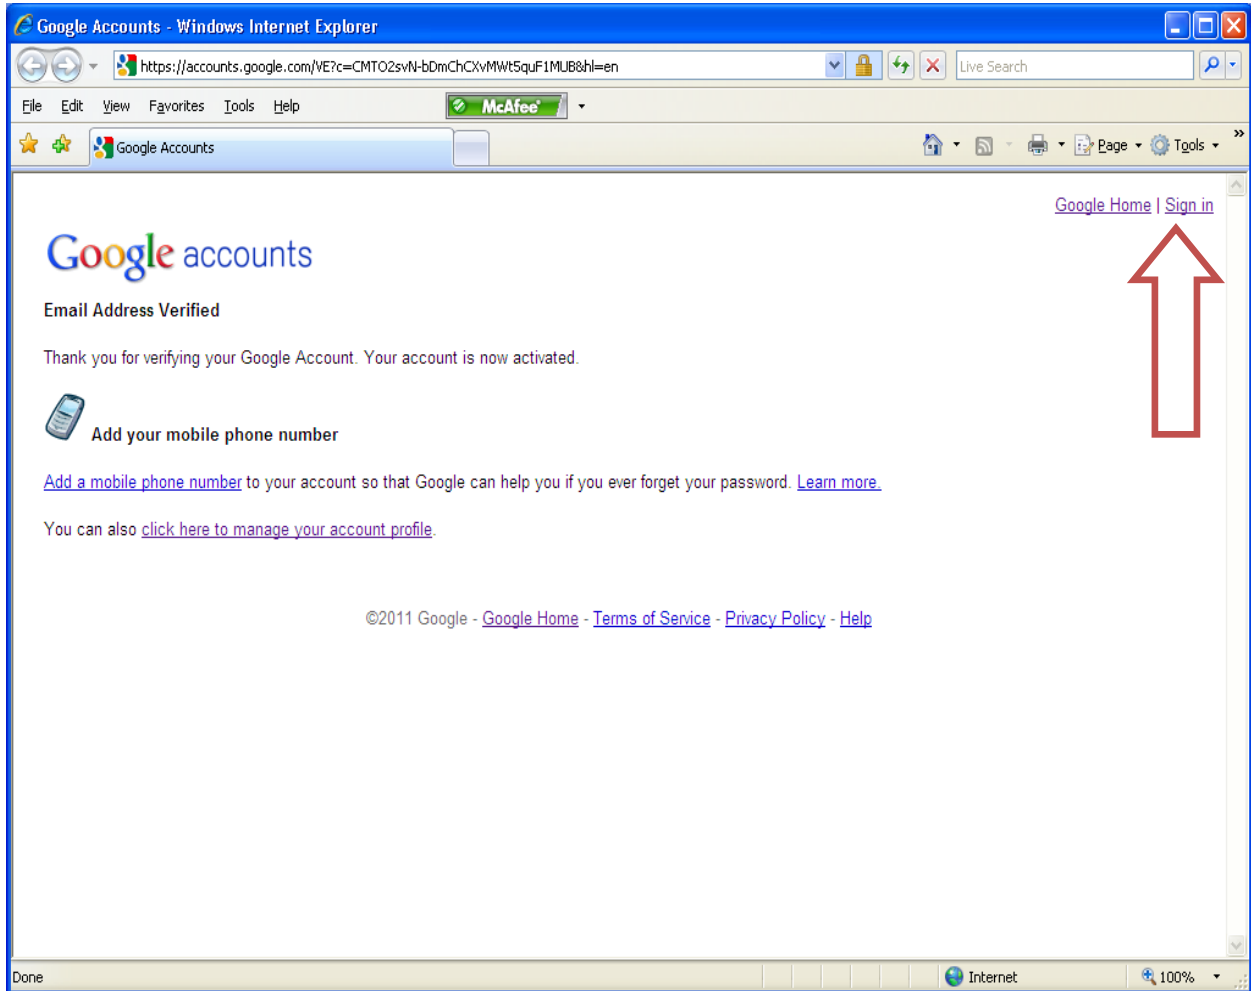 Google Accounts - Windows Internet Explorer
https://accounts.google.com/VE?c=CMTO2svN-bDmChCXvMWt5quF1MUB&hl=en
Live Search
File Edit View Favorites Tools Help
McAfee
Google Accounts
Page Tools »
Google Home | Sign in
Google accounts
Email Address Verified
Thank you for verifying your Google Account. Your account is now activated.
Add your mobile phone number
Add a mobile phone number to your account so that Google can help you if you ever forget your password. Learn more.
You can also click here to manage your account profile.
©2011 Google - Google Home - Terms of Service - Privacy Policy - Help
Done
Internet
100%